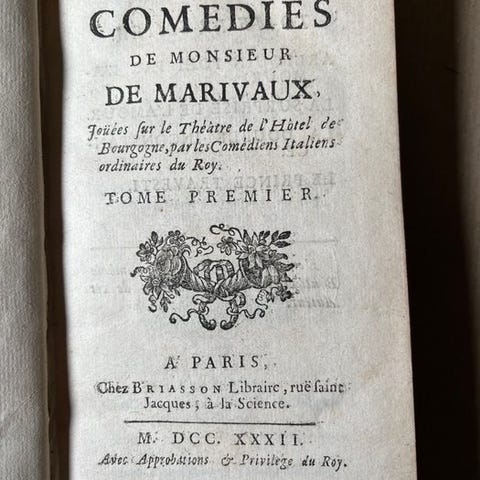 COMEDIES
DE MONSIEUR
DE MARIVAUX,
Joüées sur le Théatre de l'Hôtel de
Bourgogne, par les Comédiens Italiens
ordinaires du Roy.
TOME PREMIER.
A PARIS,
Chez BRIASSON Libraire, ruë saint
Jacques; à la Science.
M. DCC. XXXII.
Avec Approbations & Privilége du Roy.